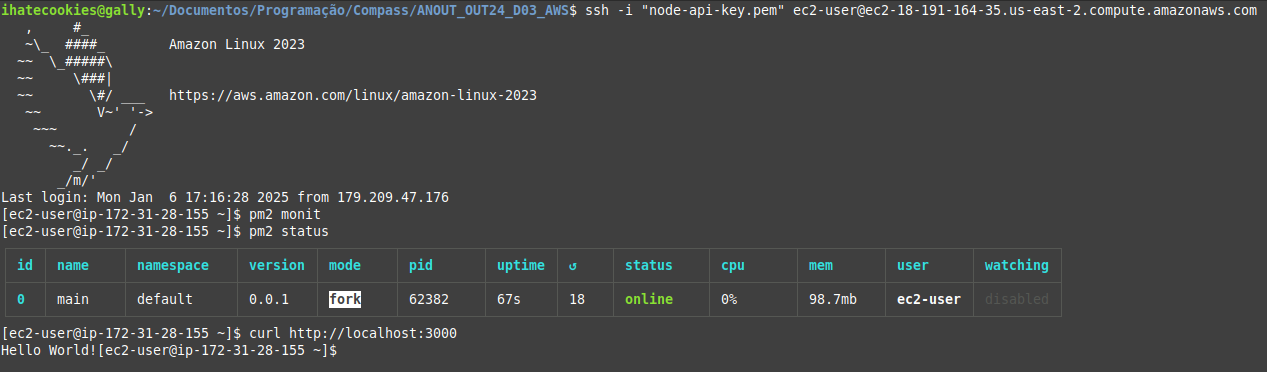 ihatecookies@gally:~/Documentos/Programação/Compass/ANOUT_OUT24_D03_AWS$ ssh -i "node-api-key.pem" ec2-user@ec2-18-191-164-35.us-east-2.compute.amazonaws.com
   ,     #_
   ~\_  ####_        Amazon Linux 2023
  ~~  \_#####\
  ~~     \###|
  ~~       \#/ ___   https://aws.amazon.com/linux/amazon-linux-2023
   ~~       V~' '->
    ~~~         /
      ~~._.   _/
         _/ _/
       _/m/'
Last login: Mon Jan  6 17:16:28 2025 from 179.209.47.176
[ec2-user@ip-172-31-28-155 ~]$ pm2 monit
[ec2-user@ip-172-31-28-155 ~]$ pm2 status
id name namespace version mode pid uptime ↺ status cpu mem user watching
0 main default 0.0.1 fork 62382 67s 18 online 0% 98.7mb ec2-user disabled
[ec2-user@ip-172-31-28-155 ~]$ curl http://localhost:3000
Hello World![ec2-user@ip-172-31-28-155 ~]$